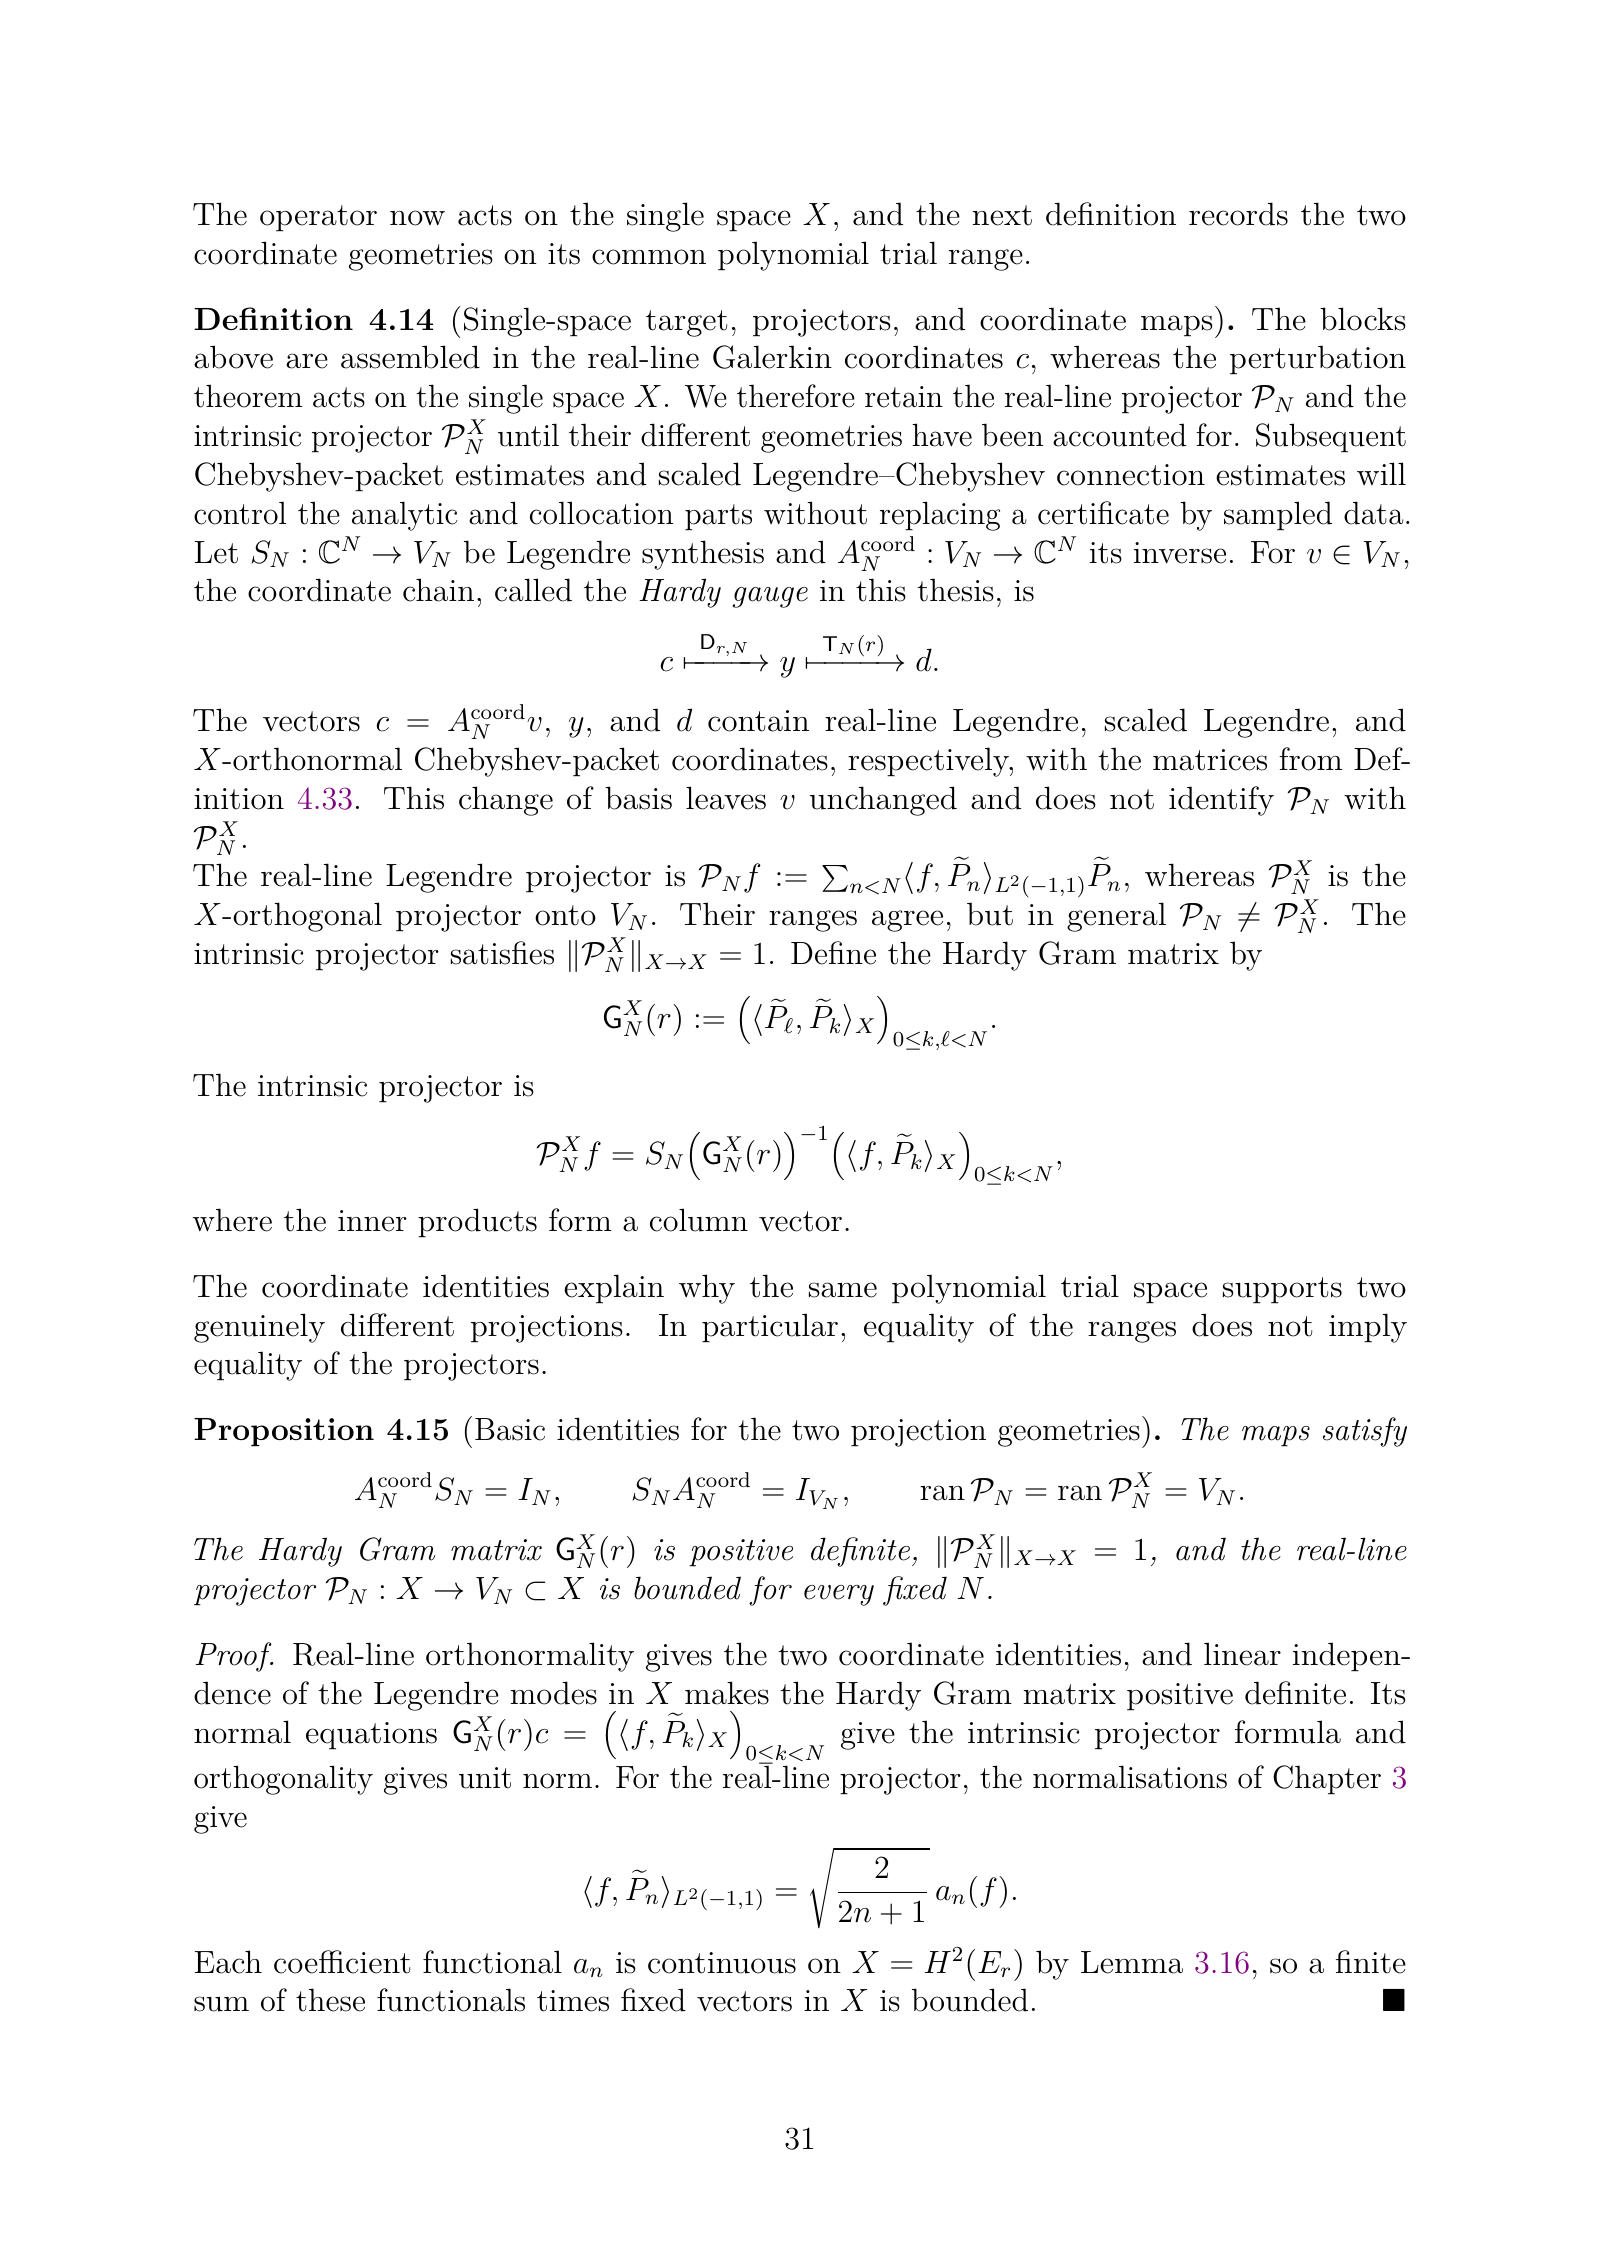 The operator now acts on the single space X, and the next definition records the two
coordinate geometries on its common polynomial trial range.
Definition 4.14 (Single-space target, projectors, and coordinate maps). The blocks
above are assembled in the real-line Galerkin coordinates c, whereas the perturbation
theorem acts on the single space X. We therefore retain the real-line projector 𝒫_N and the
intrinsic projector 𝒫_N^X until their different geometries have been accounted for. Subsequent
Chebyshev-packet estimates and scaled Legendre–Chebyshev connection estimates will
control the analytic and collocation parts without replacing a certificate by sampled data.
Let S_N : ℂ^N → V_N be Legendre synthesis and A_N^coord : V_N → ℂ^N its inverse. For v ∈ V_N,
the coordinate chain, called the Hardy gauge in this thesis, is
c ⟼^{D_{r,N}} y ⟼^{T_N(r)} d.
The vectors c = A_N^coord v, y, and d contain real-line Legendre, scaled Legendre, and
X-orthonormal Chebyshev-packet coordinates, respectively, with the matrices from Def-
inition 4.33. This change of basis leaves v unchanged and does not identify 𝒫_N with
𝒫_N^X.
The real-line Legendre projector is 𝒫_N f := ∑_{n<N}⟨f, P̃_n⟩_{L²(−1,1)} P̃_n, whereas 𝒫_N^X is the
X-orthogonal projector onto V_N. Their ranges agree, but in general 𝒫_N ≠ 𝒫_N^X. The
intrinsic projector satisfies ‖𝒫_N^X‖_{X→X} = 1. Define the Hardy Gram matrix by
G_N^X(r) := (⟨P̃_ℓ, P̃_k⟩_X)_{0≤k,ℓ<N}.
The intrinsic projector is
𝒫_N^X f = S_N (G_N^X(r))^{−1} (⟨f, P̃_k⟩_X)_{0≤k<N},
where the inner products form a column vector.
The coordinate identities explain why the same polynomial trial space supports two
genuinely different projections. In particular, equality of the ranges does not imply
equality of the projectors.
Proposition 4.15 (Basic identities for the two projection geometries). The maps satisfy
A_N^coord S_N = I_N, S_N A_N^coord = I_{V_N}, ran 𝒫_N = ran 𝒫_N^X = V_N.
The Hardy Gram matrix G_N^X(r) is positive definite, ‖𝒫_N^X‖_{X→X} = 1, and the real-line
projector 𝒫_N : X → V_N ⊂ X is bounded for every fixed N.
Proof. Real-line orthonormality gives the two coordinate identities, and linear indepen-
dence of the Legendre modes in X makes the Hardy Gram matrix positive definite. Its
normal equations G_N^X(r)c = (⟨f, P̃_k⟩_X)_{0≤k<N} give the intrinsic projector formula and
orthogonality gives unit norm. For the real-line projector, the normalisations of Chapter 3
give
⟨f, P̃_n⟩_{L²(−1,1)} = √(2/(2n + 1)) a_n(f).
Each coefficient functional a_n is continuous on X = H²(E_r) by Lemma 3.16, so a finite
sum of these functionals times fixed vectors in X is bounded. ■
31